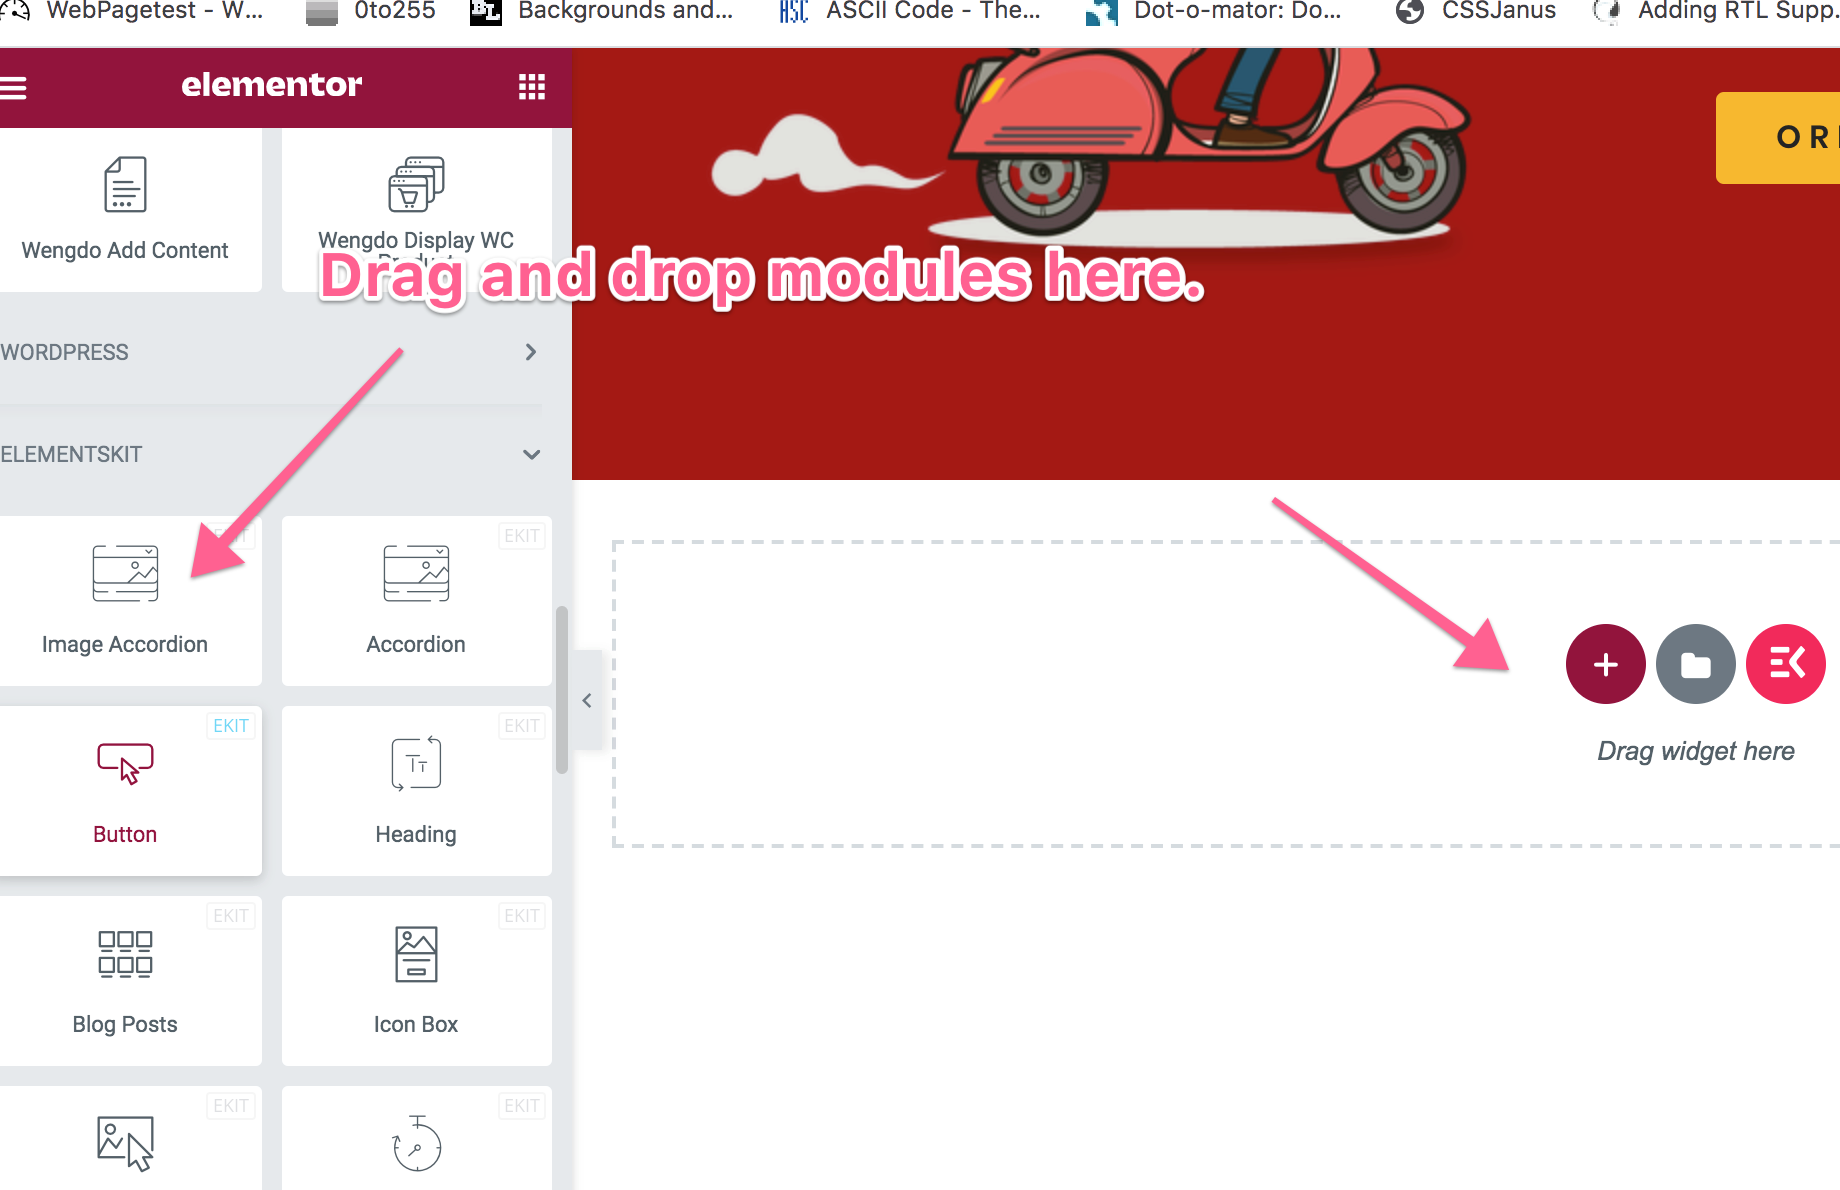 WebPagetest - W...
0to255
Backgrounds and...
HSC
ASCII Code - The...
Dot-o-mator: Do...
CSSJanus
Adding RTL Supp...
elementor
OR
Wengdo Add Content
Wengdo Display WC
Drag and drop modules here.
WORDPRESS
ELEMENTSKIT
EKIT
Image Accordion
Accordion
EKIT
EKIT
Button
Heading
Drag widget here
EKIT
EKIT
Blog Posts
Icon Box
EKIT
EKIT